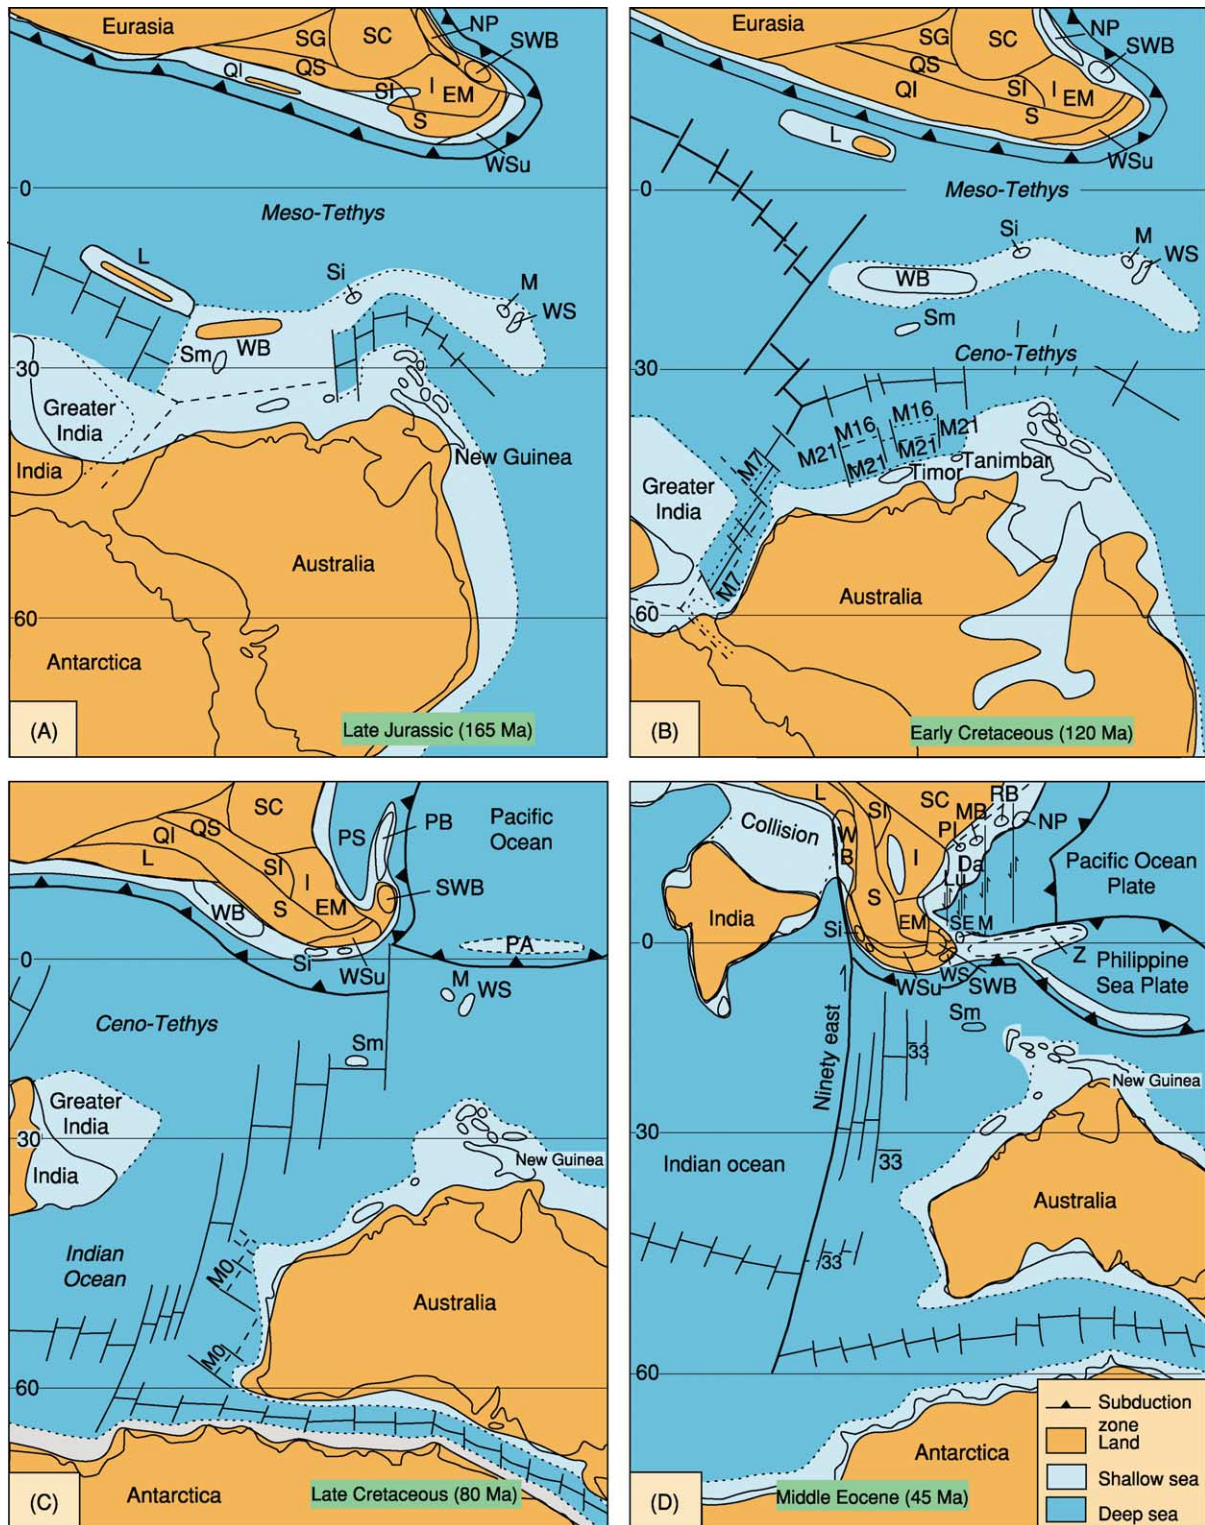 Eurasia
SG
SC
NP
SWB
QI
QS
SI
I
EM
S
WSu
0
Meso-Tethys
L
Si
M
WS
Sm
WB
30
Greater
India
India
New Guinea
Australia
60
Antarctica
(A)
Late Jurassic (165 Ma)
Eurasia
SG
SC
NP
SWB
QS
QI
SI
I
EM
S
WSu
L
0
Meso-Tethys
Si
M
WS
WB
Sm
Ceno-Tethys
30
M16
M16
M21
M21
M21
M21
M7
Timor
Tanimbar
Greater
India
M7
Australia
60
(B)
Early Cretaceous (120 Ma)
SC
QS
QI
L
SI
I
S
EM
WB
PS
PB
Pacific
Ocean
SWB
Si
WSu
PA
0
M
WS
Ceno-Tethys
Sm
Greater
India
30
India
New Guinea
Indian
Ocean
M0
M0
Australia
60
(C)
Late Cretaceous (80 Ma)
Antarctica
L
SI
SC
RB
MB
PI
NP
Collision
W
B
I
Da
Lu
Pacific Ocean
Plate
India
S
EM
SE
M
Si
0
Z
WS
WSu
SWB
Philippine
Sea Plate
Sm
33
Ninety east
New Guinea
30
33
Indian ocean
Australia
33
60
Antarctica
(D)
Middle Eocene (45 Ma)
Subduction
zone
Land
Shallow sea
Deep sea